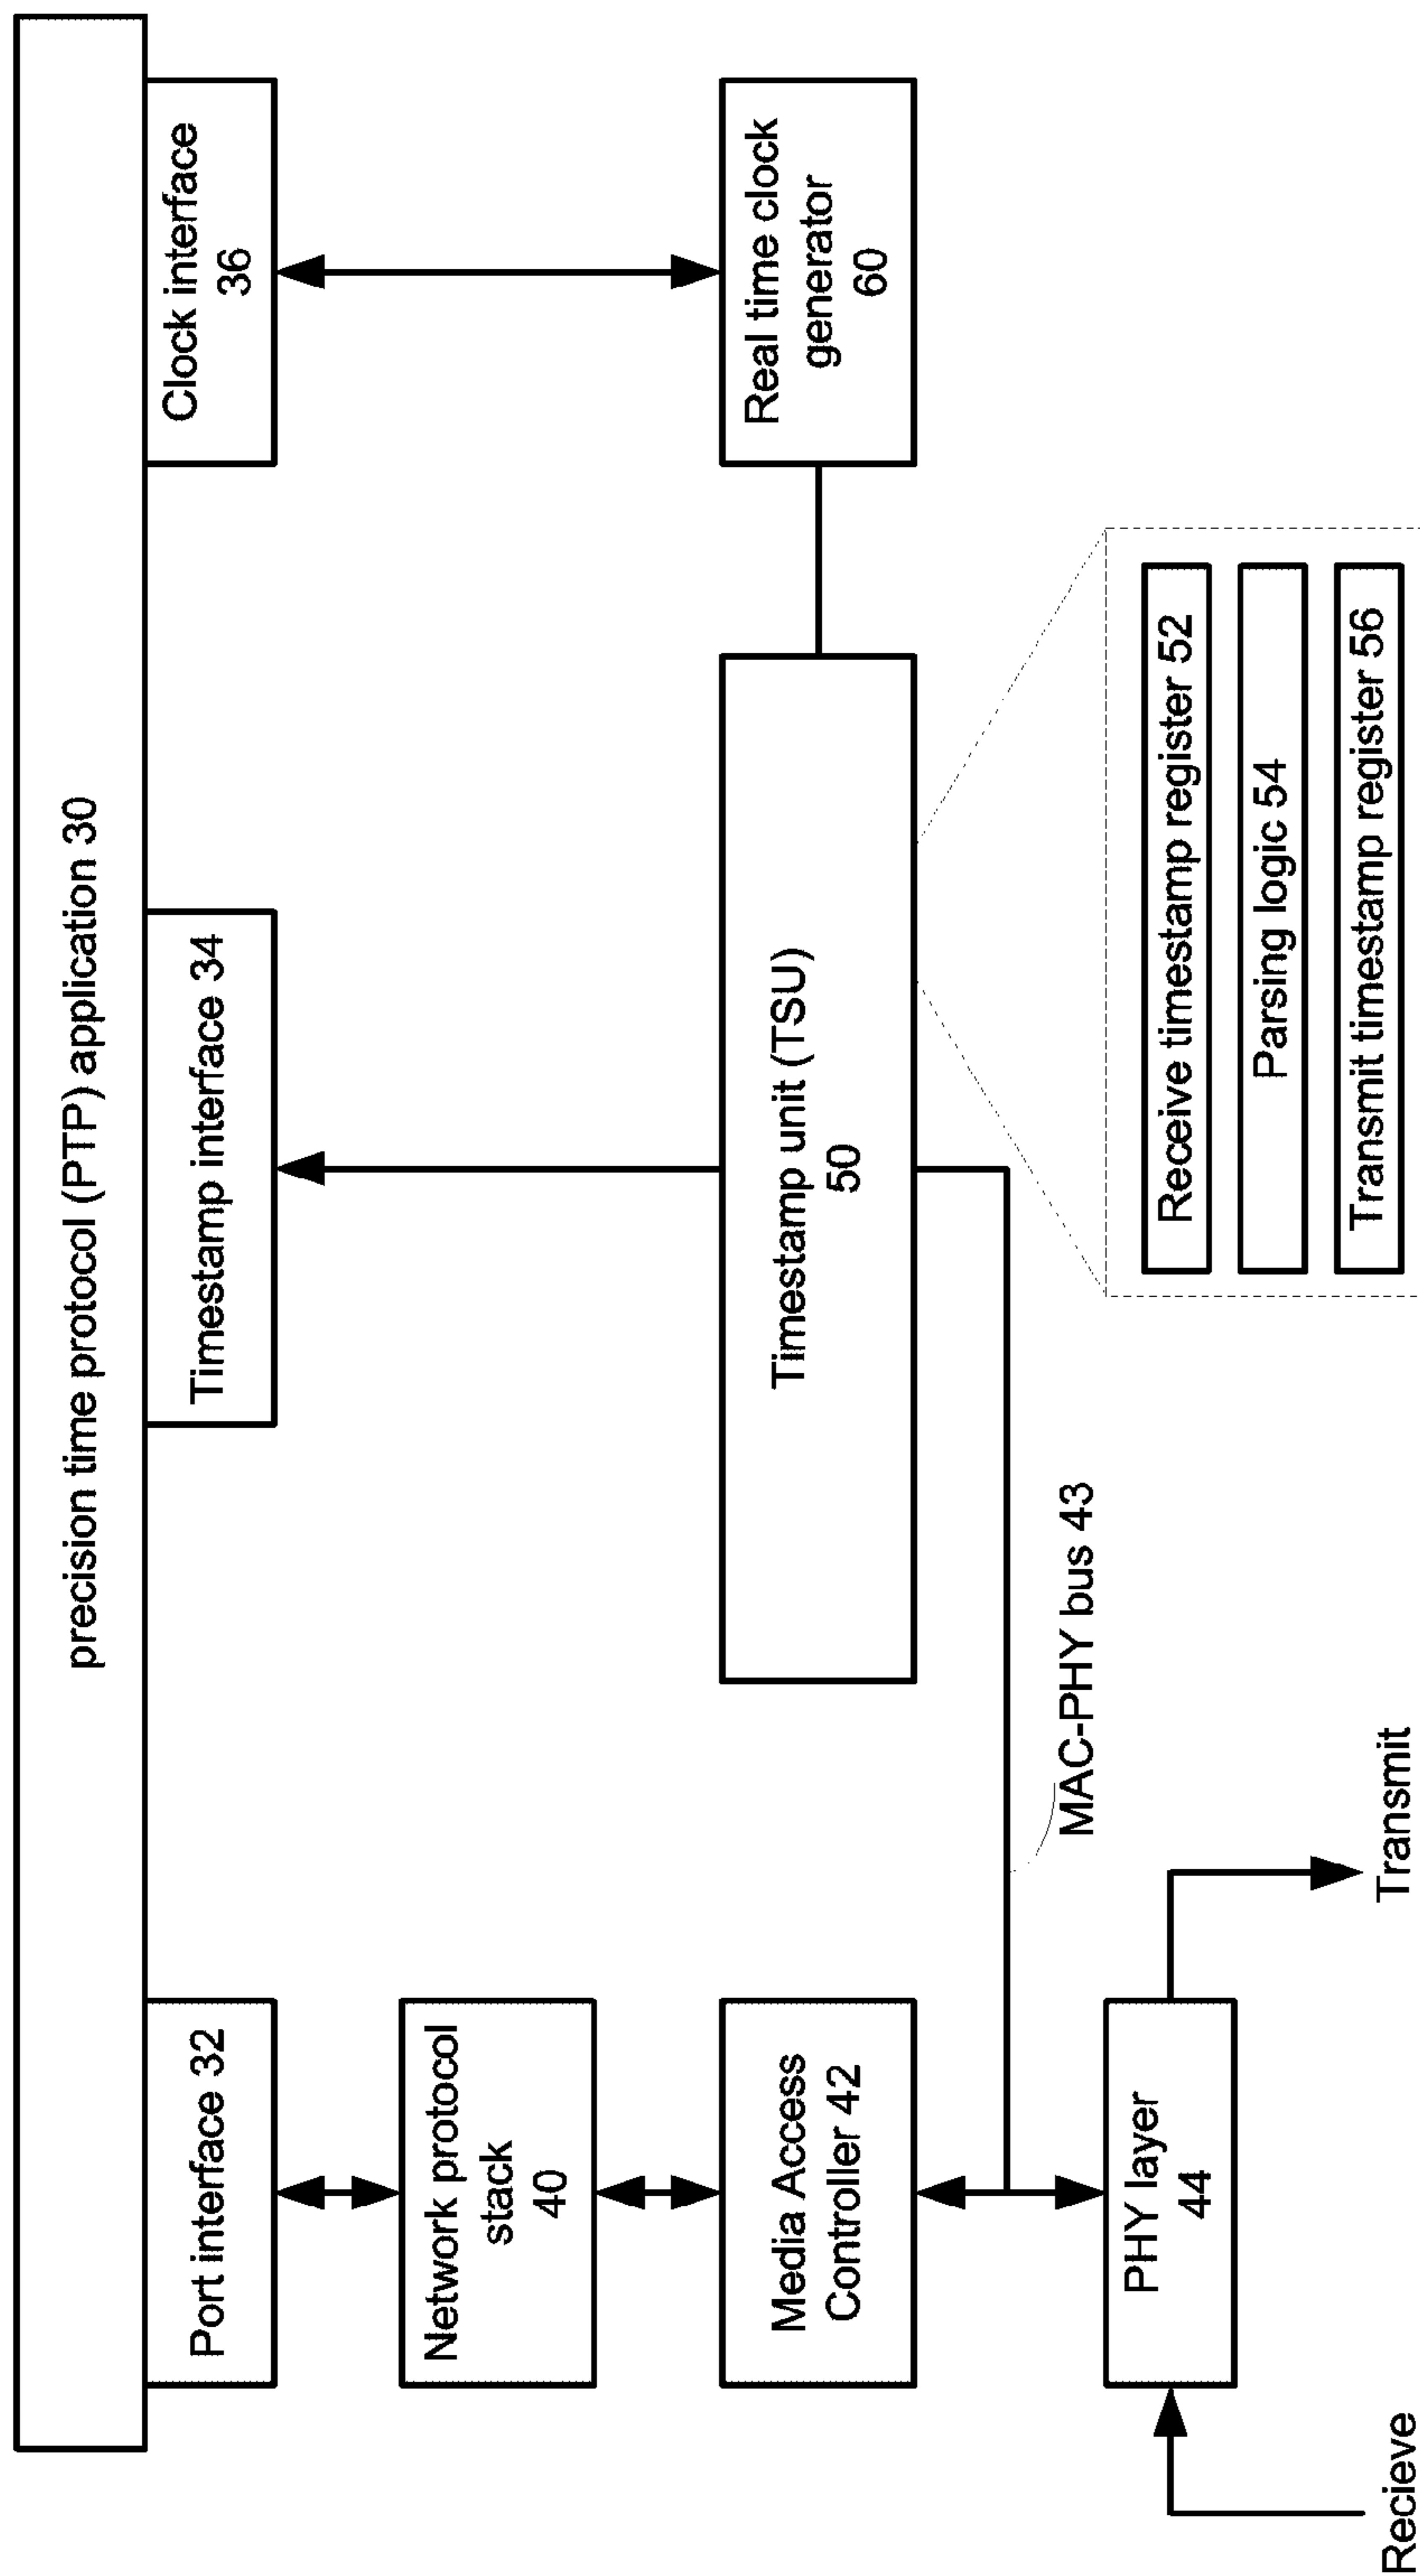 precision time protocol (PTP) application 30
Port interface 32
Timestamp interface 34
Clock interface
36
Network protocol
stack
40
Media Access
Controller 42
Timestamp unit (TSU)
50
Real time clock
generator
60
MAC-PHY bus 43
PHY layer
44
Receive timestamp register 52
Parsing logic 54
Transmit timestamp register 56
Recieve
Transmit